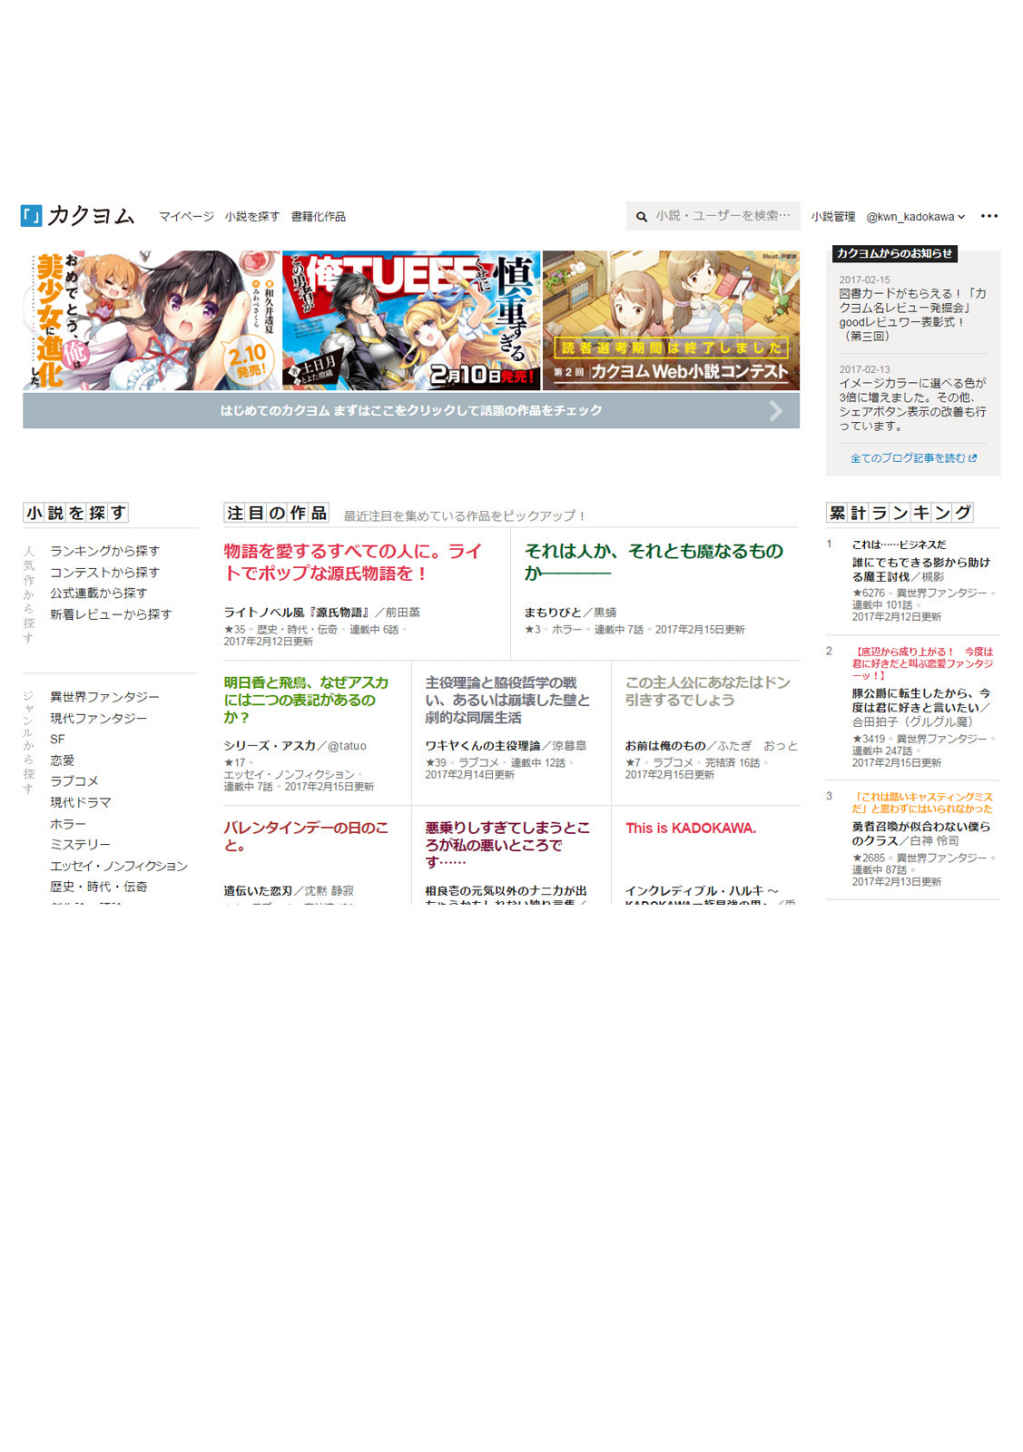 「」カクヨム
マイページ 小説を探す 書籍化作品
小説・ユーザーを検索…
小説管理 @kwn_kadokawa
おめでとう、俺は
美少女に進化した
和久井透夏
みわべさくら
2.10
発売!
この勇者が
俺TUEEEくせに
慎重すぎる
土日月
とよた瑣織
2月10日発売!
読者選考期間は終了しました
第2回 カクヨムWeb小説コンテスト
はじめてのカクヨム まずはここをクリックして話題の作品をチェック
カクヨムからのお知らせ
2017-02-15
図書カードがもらえる!「カ
クヨム名レビュー発掘会」
goodレビュワー表彰式!
(第三回)
2017-02-13
イメージカラーに選べる色が
3倍に増えました。その他、
シェアボタン表示の改善も行
っています。
全てのブログ記事を読む
小説を探す
人気作から探す
ランキングから探す
コンテストから探す
公式連載から探す
新着レビューから探す
ジャンルから探す
異世界ファンタジー
現代ファンタジー
SF
恋愛
ラブコメ
現代ドラマ
ホラー
ミステリー
エッセイ・ノンフィクション
歴史・時代・伝奇
注目の作品 最近注目を集めている作品をピックアップ!
物語を愛するすべての人に。ライ
トでポップな源氏物語を!
ライトノベル風『源氏物語』/前田薫
★35・歴史・時代・伝奇・連載中 6話・
2017年2月12日更新
それは人か、それとも魔なるもの
か――――
まもりびと/黒蛹
★3・ホラー・連載中 7話・2017年2月15日更新
明日香と飛鳥、なぜアスカ
には二つの表記があるの
か?
シリーズ・アスカ/@tatuo
★17・
エッセイ・ノンフィクション・
連載中 7話・2017年2月15日更新
主役理論と脇役哲学の戦
い、あるいは崩壊した壁と
劇的な同居生活
ワキヤくんの主役理論/涼暮皐
★39・ラブコメ・連載中 12話・
2017年2月14日更新
この主人公にあなたはドン
引きするでしょう
お前は俺のもの/ふたぎ おっと
★7・ラブコメ・完結済 16話・
2017年2月15日更新
バレンタインデーの日のこ
と。
遺伝いた恋刃/沈黙 静寂
悪乗りしすぎてしまうとこ
ろが私の悪いところで
す……
相良壱の元気以外のナニカが出
ちゃうかもしれない独り言集/
This is KADOKAWA.
インクレディブル・ハルキ ~
KADOKAWA一族最強の男~
累計ランキング
1 これは……ビジネスだ
誰にでもできる影から助け
る魔王討伐/槻影
★6276・異世界ファンタジー・
連載中 101話・
2017年2月12日更新
2 【底辺から成り上がる! 今度は
君に好きだと叫ぶ恋愛ファンタジ
ーッ!】
豚公爵に転生したから、今
度は君に好きと言いたい/
合田拍子(グルグル魔)
★3419・異世界ファンタジー・
連載中 247話・
2017年2月15日更新
3 「これは酷いキャスティングミス
だ」と思わずにはいられなかった
勇者召喚が似合わない僕ら
のクラス/白神 怜司
★2685・異世界ファンタジー・
連載中 87話・
2017年2月13日更新